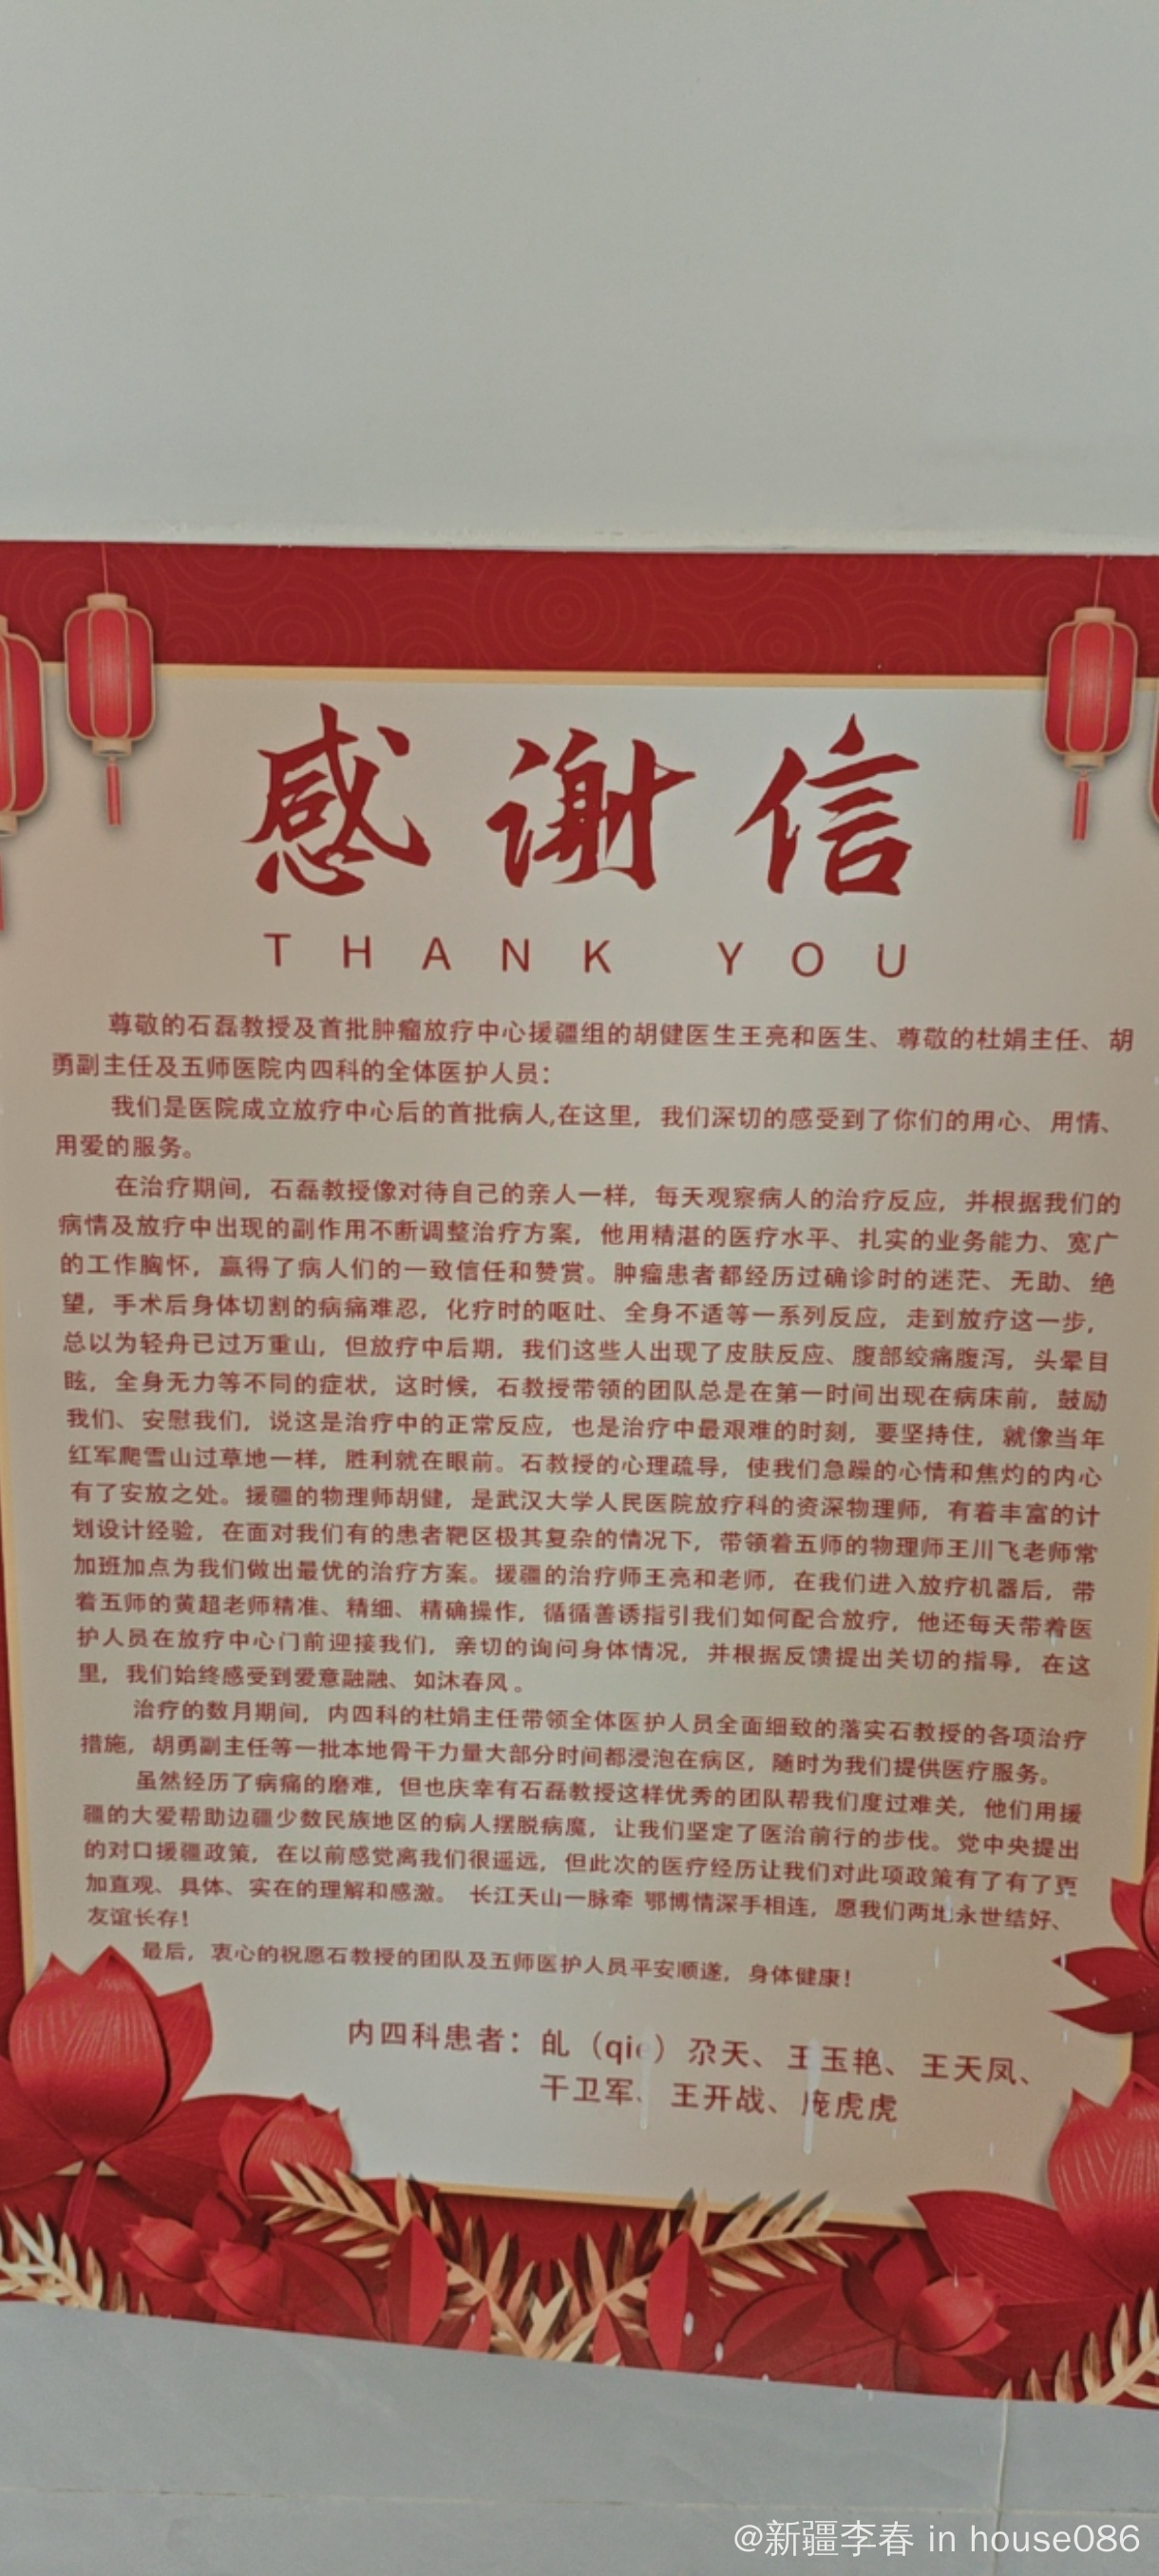 感谢信
THANK YOU
尊敬的石磊教授及首批肿瘤放疗中心援疆组的胡健医生王亮和医生、尊敬的杜娟主任、胡
勇副主任及五师医院内四科的全体医护人员：
我们是医院成立放疗中心后的首批病人,在这里，我们深切的感受到了你们的用心、用情、
用爱的服务。
在治疗期间，石磊教授像对待自己的亲人一样，每天观察病人的治疗反应，并根据我们的
病情及放疗中出现的副作用不断调整治疗方案，他用精湛的医疗水平、扎实的业务能力、宽广
的工作胸怀，赢得了病人们的一致信任和赞赏。肿瘤患者都经历过确诊时的迷茫、无助、绝
望，手术后身体切割的病痛难忍，化疗时的呕吐、全身不适等一系列反应，走到放疗这一步，
总以为轻舟已过万重山，但放疗中后期，我们这些人出现了皮肤反应、腹部绞痛腹泻，头晕目
眩，全身无力等不同的症状，这时候，石教授带领的团队总是在第一时间出现在病床前，鼓励
我们、安慰我们，说这是治疗中的正常反应，也是治疗中最艰难的时刻，要坚持住，就像当年
红军爬雪山过草地一样，胜利就在眼前。石教授的心理疏导，使我们急躁的心情和焦灼的内心
有了安放之处。援疆的物理师胡健，是武汉大学人民医院放疗科的资深物理师，有着丰富的计
划设计经验，在面对我们有的患者靶区极其复杂的情况下，带领着五师的物理师王川飞老师常
加班加点为我们做出最优的治疗方案。援疆的治疗师王亮和老师，在我们进入放疗机器后，带
着五师的黄超老师精准、精细、精确操作，循循善诱指引我们如何配合放疗，他还每天带着医
护人员在放疗中心门前迎接我们，亲切的询问身体情况，并根据反馈提出关切的指导，在这
里，我们始终感受到爱意融融、如沐春风。
治疗的数月期间，内四科的杜娟主任带领全体医护人员全面细致的落实石教授的各项治疗
措施，胡勇副主任等一批本地骨干力量大部分时间都浸泡在病区，随时为我们提供医疗服务。
虽然经历了病痛的磨难，但也庆幸有石磊教授这样优秀的团队帮我们度过难关，他们用援
疆的大爱帮助边疆少数民族地区的病人摆脱病魔，让我们坚定了医治前行的步伐。党中央提出
的对口援疆政策，在以前感觉离我们很遥远，但此次的医疗经历让我们对此项政策有了有了更
加直观、具体、实在的理解和感激。 长江天山一脉牵 鄂博情深手相连，愿我们两地永世结好、
友谊长存！
最后，衷心的祝愿石教授的团队及五师医护人员平安顺遂，身体健康！
内四科患者：癿（qie）尕天、王玉艳、王天凤、
干卫军、王开战、庞虎虎
@新疆李春 in house086